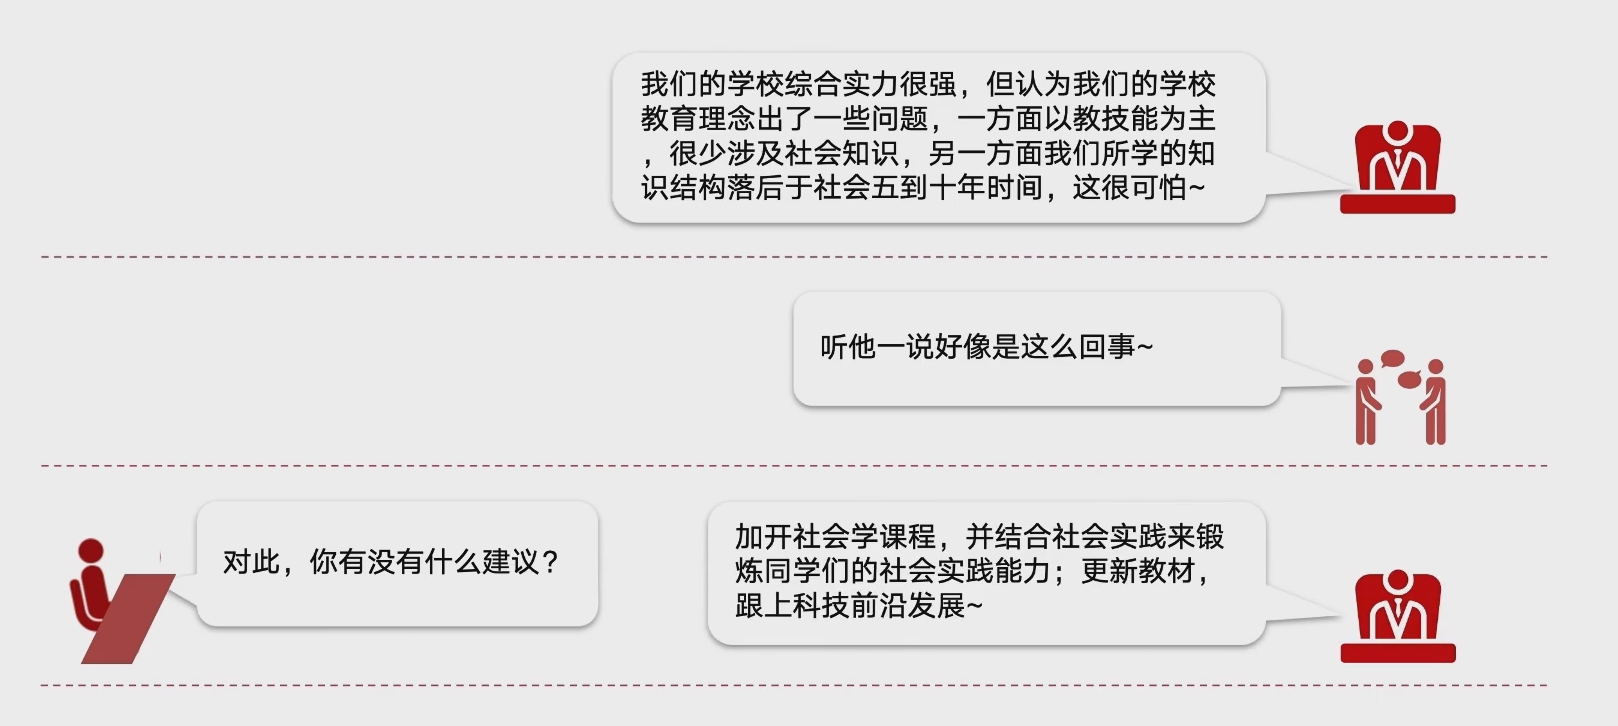 我们的学校综合实力很强，但认为我们的学校
教育理念出了一些问题，一方面以教技能为主
，很少涉及社会知识，另一方面我们所学的知
识结构落后于社会五到十年时间，这很可怕~
听他一说好像是这么回事~
对此，你有没有什么建议？
加开社会学课程，并结合社会实践来锻
炼同学们的社会实践能力；更新教材，
跟上科技前沿发展~